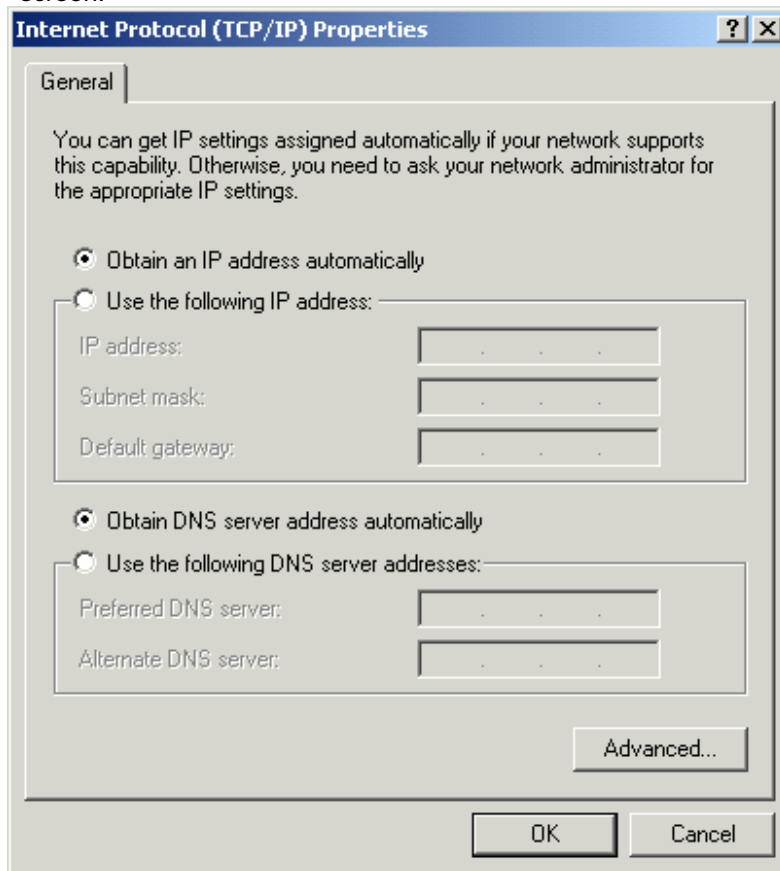 screen.
Internet Protocol (TCP/IP) Properties
General
You can get IP settings assigned automatically if your network supports
this capability. Otherwise, you need to ask your network administrator for
the appropriate IP settings.
Obtain an IP address automatically
Use the following IP address:
IP address:
Subnet mask:
Default gateway:
Obtain DNS server address automatically
Use the following DNS server addresses:
Preferred DNS server:
Alternate DNS server:
Advanced...
OK Cancel